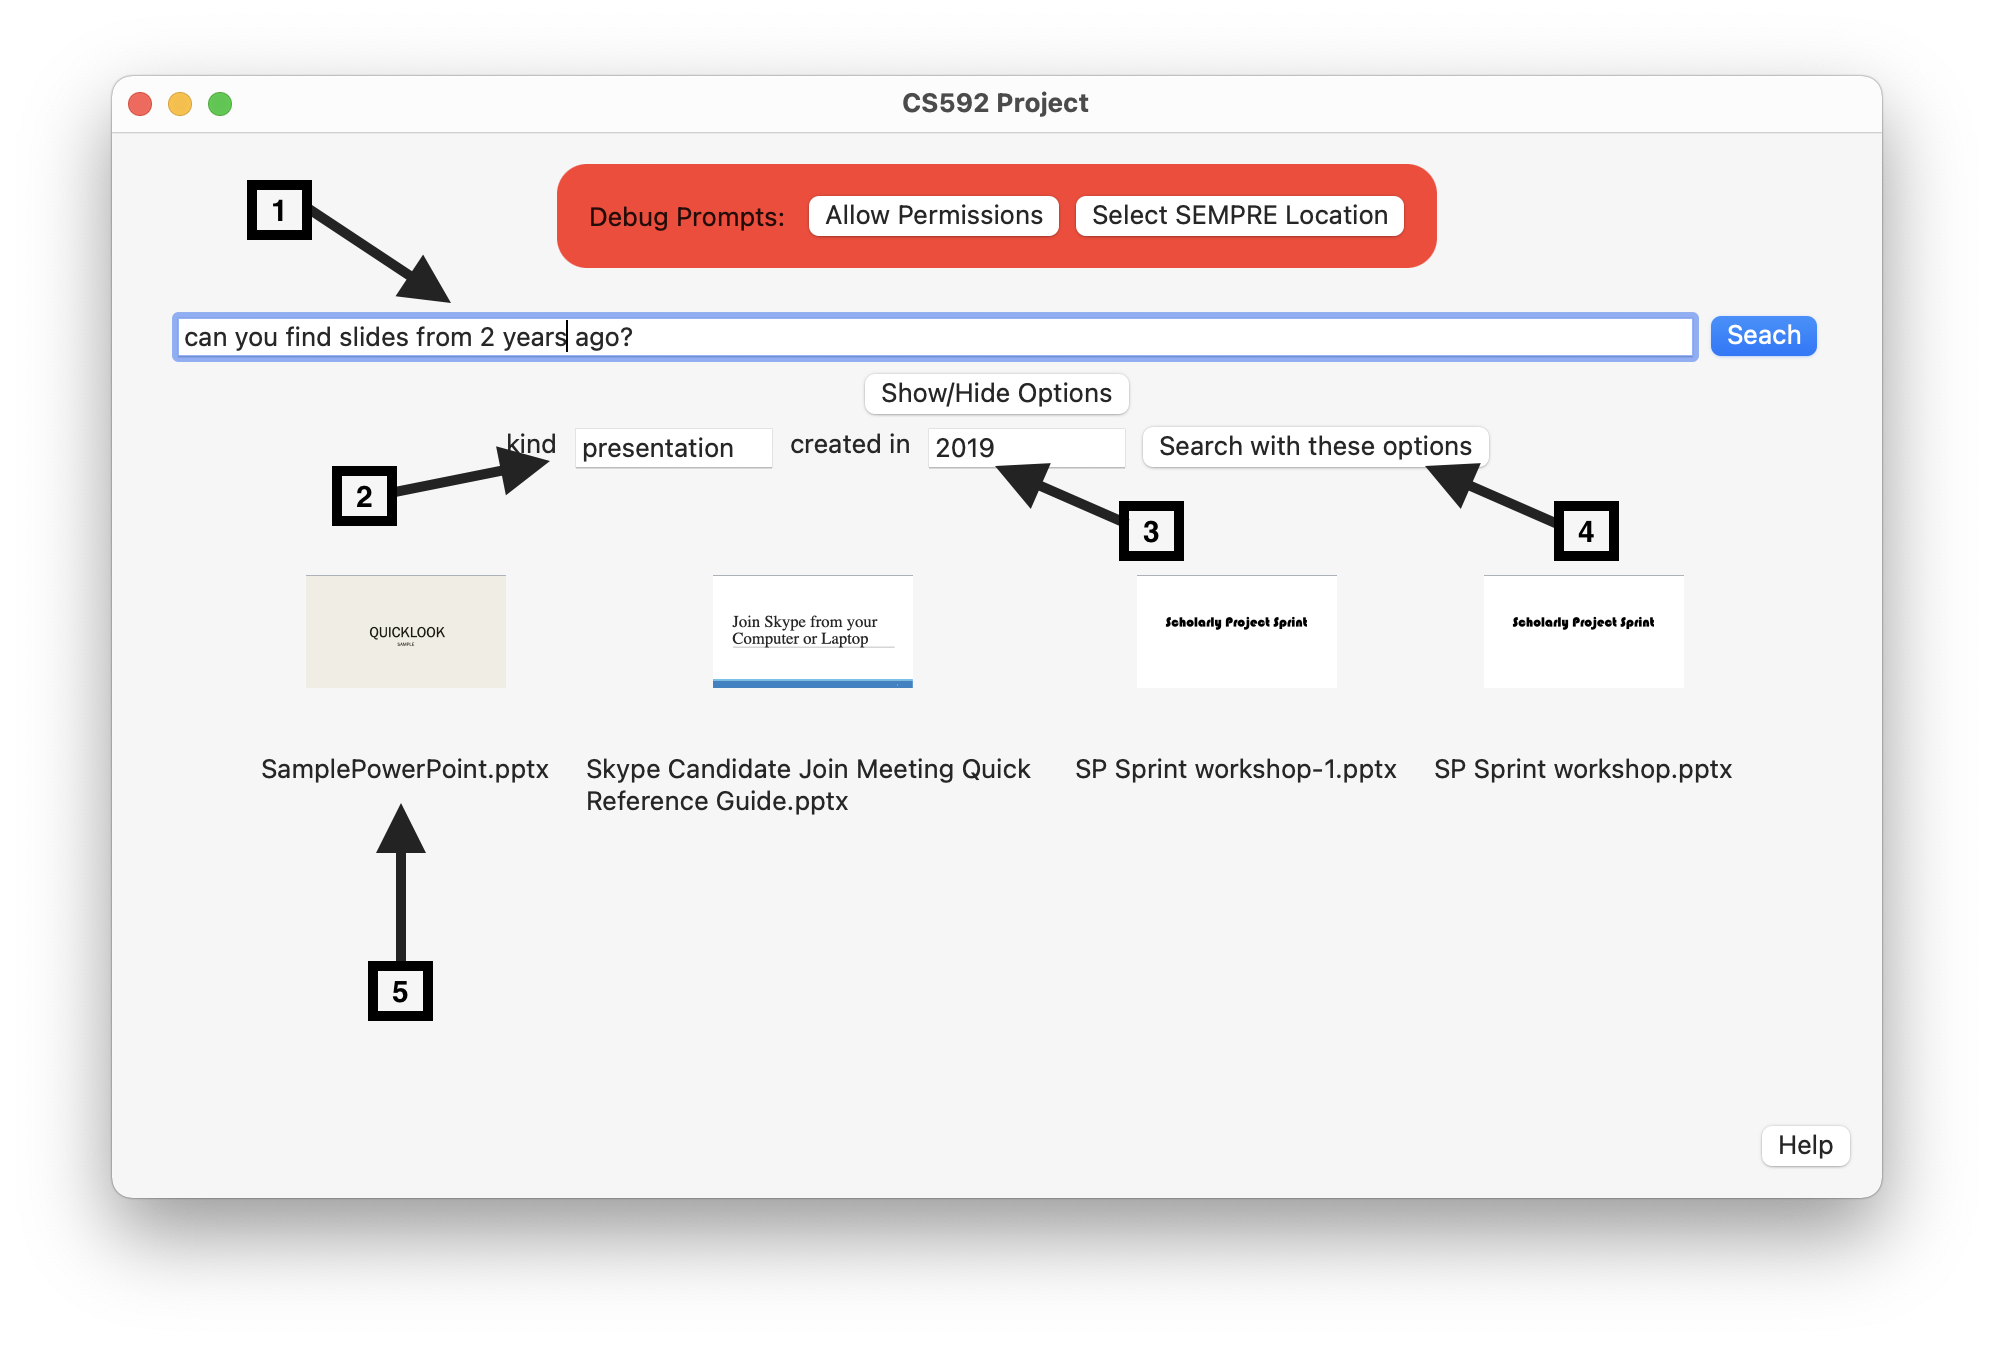 CS592 Project
1
Debug Prompts: Allow Permissions Select SEMPRE Location
can you find slides from 2 years ago? Seach
Show/Hide Options
kind presentation created in 2019 Search with these options
2
3
4
QUICKLOOK
SAMPLE
Join Skype from your
Computer or Laptop
Scholarly Project Sprint
Scholarly Project Sprint
SamplePowerPoint.pptx
Skype Candidate Join Meeting Quick
Reference Guide.pptx
SP Sprint workshop-1.pptx
SP Sprint workshop.pptx
5
Help